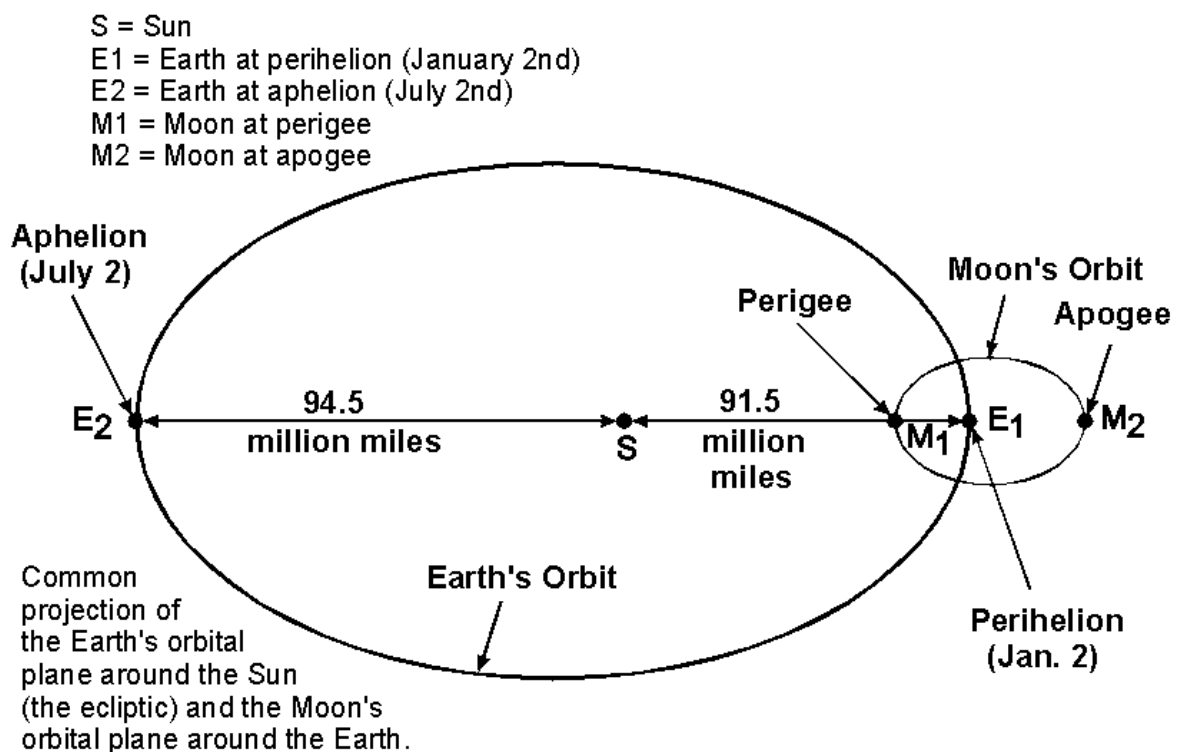 S = Sun
E1 = Earth at perihelion (January 2nd)
E2 = Earth at aphelion (July 2nd)
M1 = Moon at perigee
M2 = Moon at apogee
Aphelion
(July 2)
Moon's Orbit
Perigee
Apogee
E2
94.5
million miles
S
91.5
million
miles
M1
E1
M2
Earth's Orbit
Perihelion
(Jan. 2)
Common
projection of
the Earth's orbital
plane around the Sun
(the ecliptic) and the Moon's
orbital plane around the Earth.